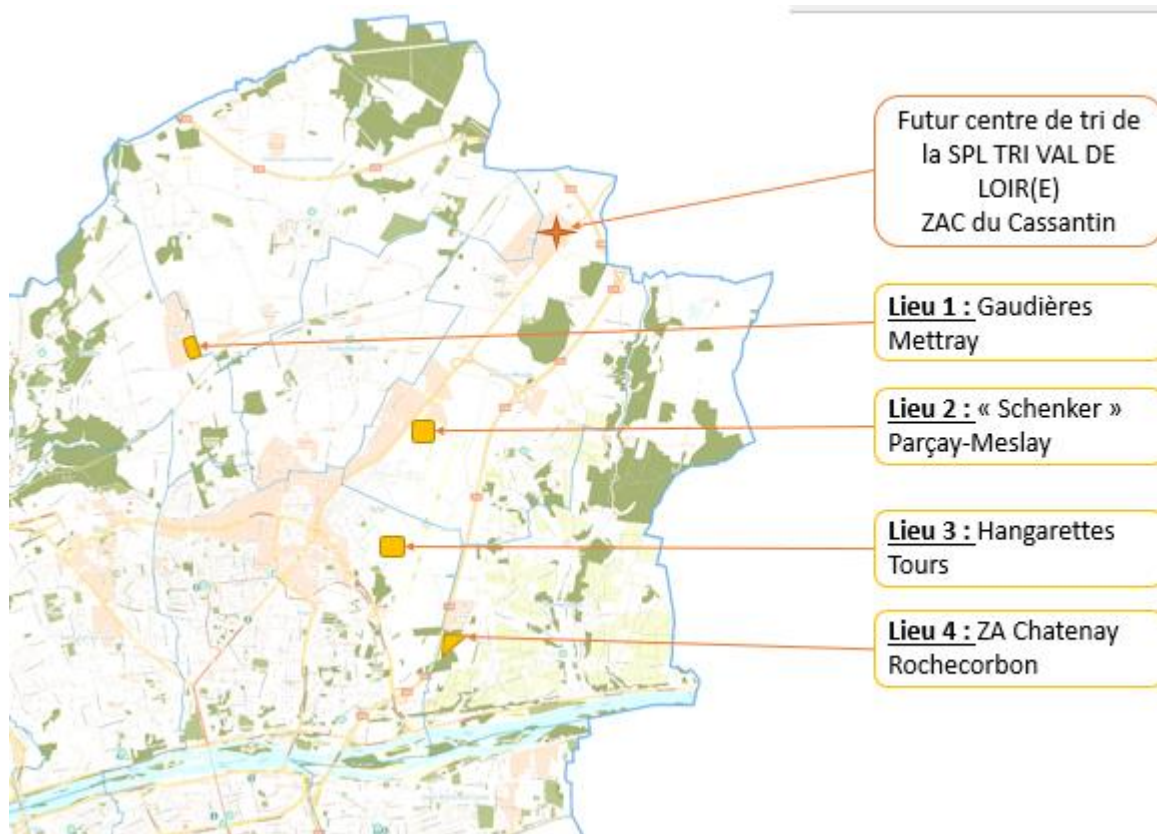 Futur centre de tri de
la SPL TRI VAL DE
LOIR(E)
ZAC du Cassantin
Lieu 1 : Gaudières
Mettray
Lieu 2 : « Schenker »
Parçay-Meslay
Lieu 3 : Hangarettes
Tours
Lieu 4 : ZA Chatenay
Rochecorbon